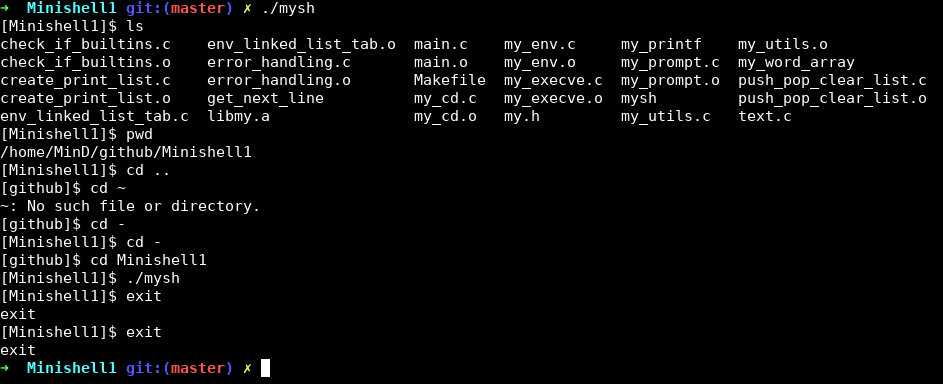 ➜  Minishell1 git:(master) ✗ ./mysh
[Minishell1]$ ls
check_if_builtins.c    env_linked_list_tab.o  main.c    my_env.c     my_printf    my_utils.o
check_if_builtins.o    error_handling.c       main.o    my_env.o     my_prompt.c  my_word_array
create_print_list.c    error_handling.o       Makefile  my_execve.c  my_prompt.o  push_pop_clear_list.c
create_print_list.o    get_next_line          my_cd.c   my_execve.o  mysh         push_pop_clear_list.o
env_linked_list_tab.c  libmy.a                my_cd.o   my.h         my_utils.c   text.c
[Minishell1]$ pwd
/home/MinD/github/Minishell1
[Minishell1]$ cd ..
[github]$ cd ~
~: No such file or directory.
[github]$ cd -
[Minishell1]$ cd -
[github]$ cd Minishell1
[Minishell1]$ ./mysh
[Minishell1]$ exit
exit
[Minishell1]$ exit
exit
➜  Minishell1 git:(master) ✗